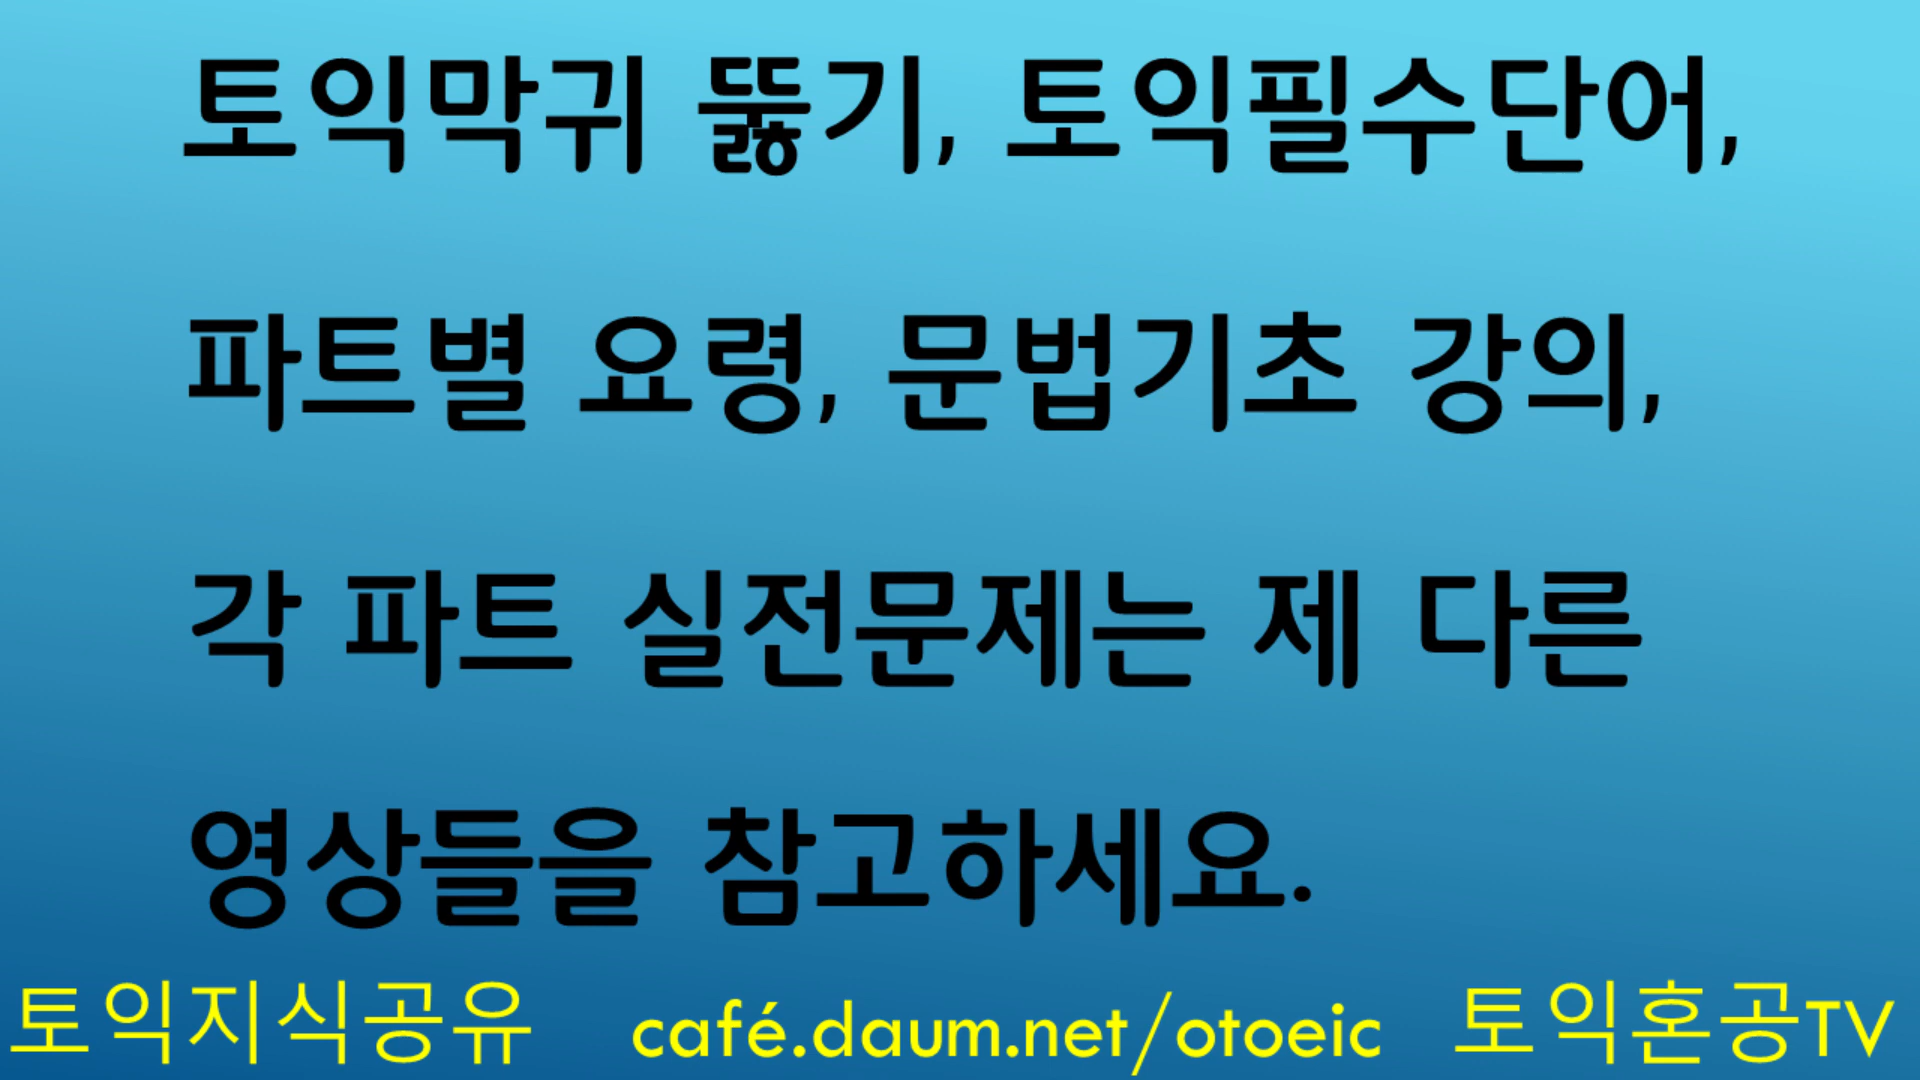 토익막귀 뚫기, 토익필수단어,
파트별 요령, 문법기초 강의,
각 파트 실전문제는 제 다른
영상들을 참고하세요.
토익지식공유 café.daum.net/otoeic 토익혼공TV